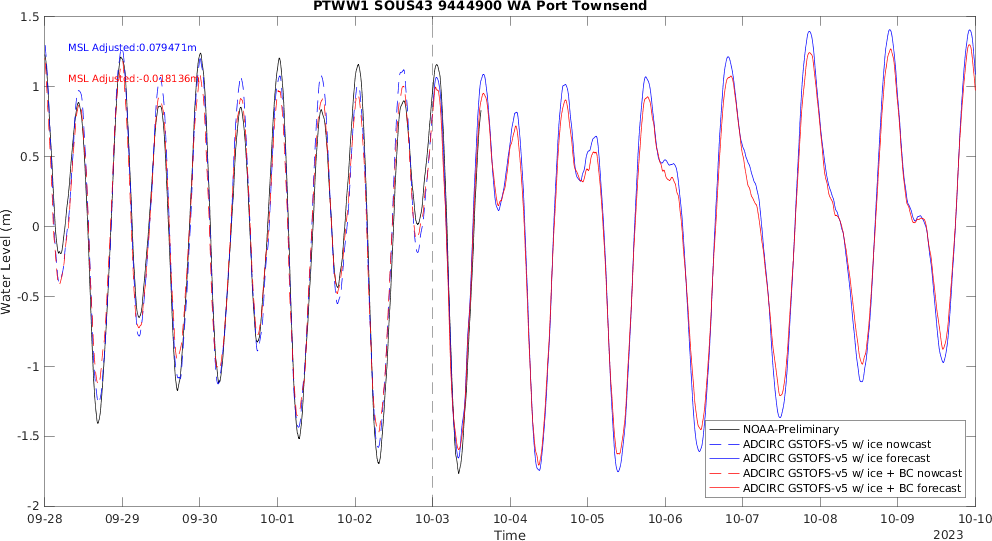 PTWW1 SOUS43 9444900 WA Port Townsend
MSL Adjusted:0.079471m
MSL Adjusted:-0.018136m
Water Level (m)
1.5
1
0.5
0
-0.5
-1
-1.5
-2
NOAA-Preliminary
ADCIRC GSTOFS-v5 w/ ice nowcast
ADCIRC GSTOFS-v5 w/ ice forecast
ADCIRC GSTOFS-v5 w/ ice + BC nowcast
ADCIRC GSTOFS-v5 w/ ice + BC forecast
09-28 09-29 09-30 10-01 10-02 10-03 10-04 10-05 10-06 10-07 10-08 10-09 10-10
Time
2023